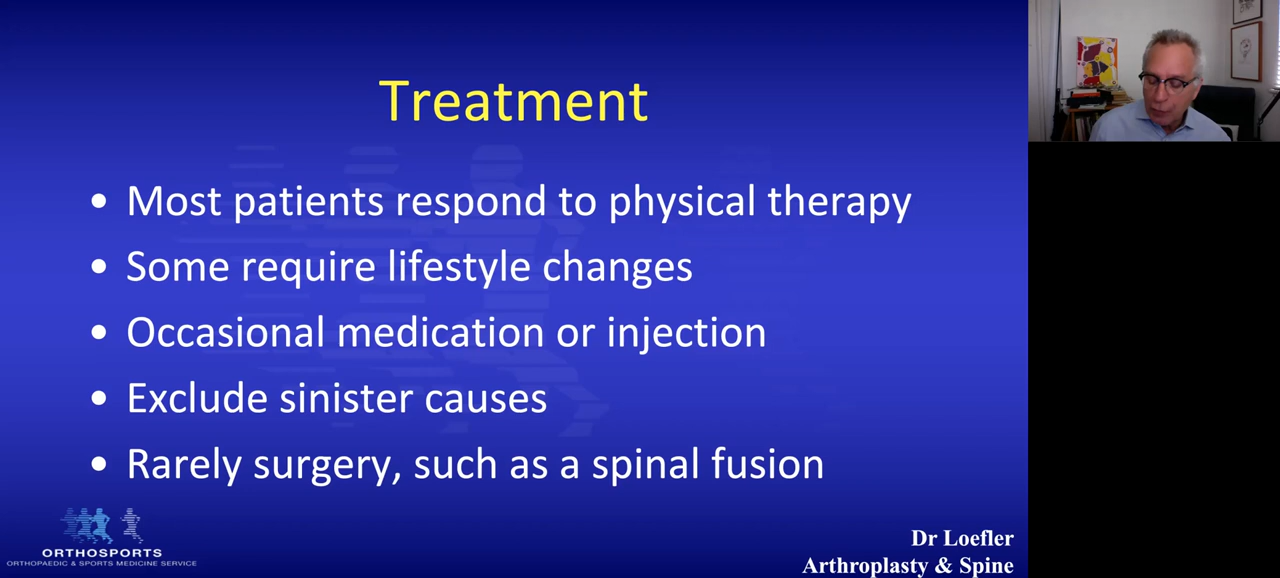 Treatment
• Most patients respond to physical therapy
• Some require lifestyle changes
• Occasional medication or injection
• Exclude sinister causes
• Rarely surgery, such as a spinal fusion
ORTHOSPORTS
ORTHOPAEDIC & SPORTS MEDICINE SERVICE
Dr Loefler
Arthroplasty & Spine